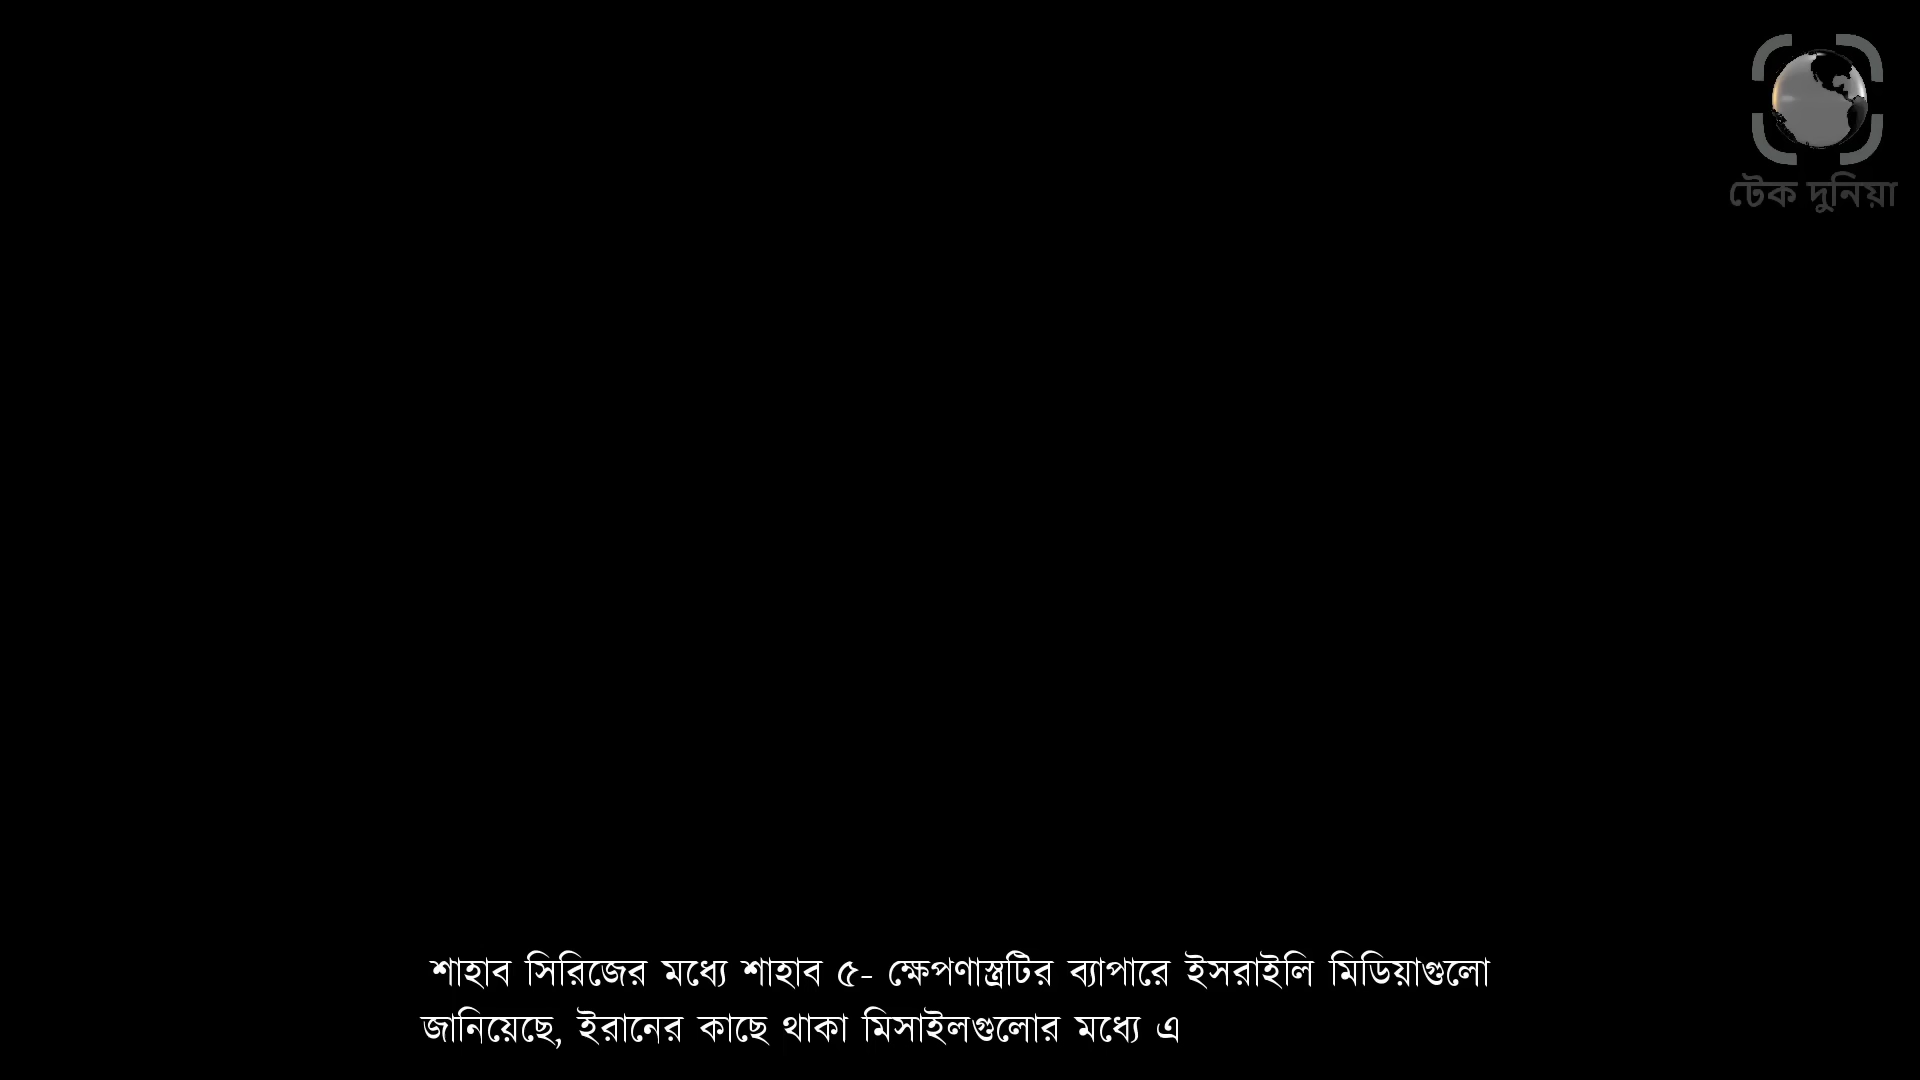 টেক দুনিয়া
শাহাব সিরিজের মধ্যে শাহাব ৫- ক্ষেপণাস্ত্রটির ব্যাপারে ইসরাইলি মিডিয়াগুলো
জানিয়েছে, ইরানের কাছে থাকা মিসাইলগুলোর মধ্যে এ